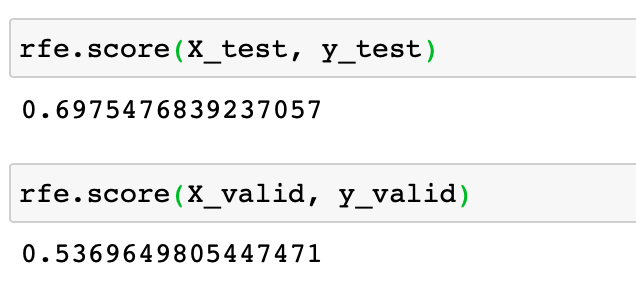 rfe.score(X_test, y_test)
0.6975476839237057
rfe.score(X_valid, y_valid)
0.5369649805447471